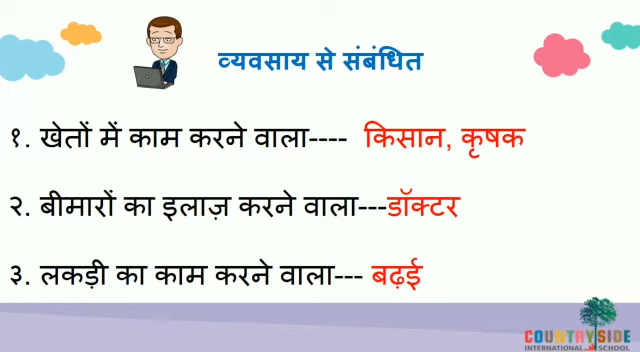 व्यवसाय से संबंधित
१. खेतों में काम करने वाला---- किसान, कृषक
२. बीमारों का इलाज़ करने वाला---डॉक्टर
३. लकड़ी का काम करने वाला--- बढ़ई
COUNTRYSIDE
INTERNATIONAL SCHOOL